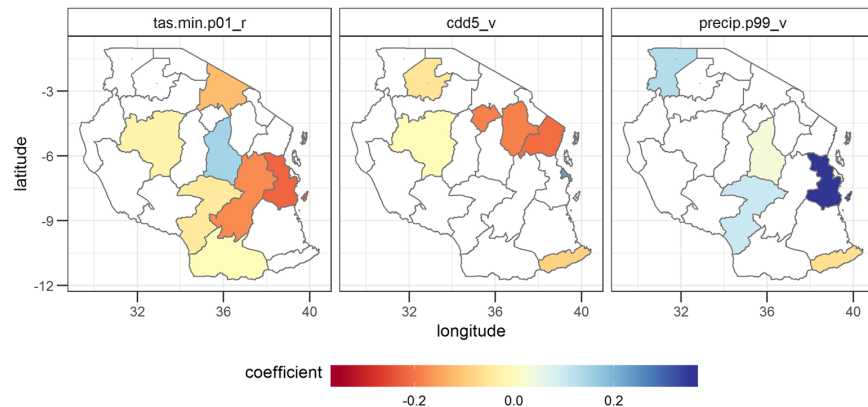 tas.min.p01_r cdd5_v precip.p99_v
latitude
-3
-6
-9
-12
32 36 40 32 36 40 32 36 40
longitude
coefficient
-0.2 0.0 0.2